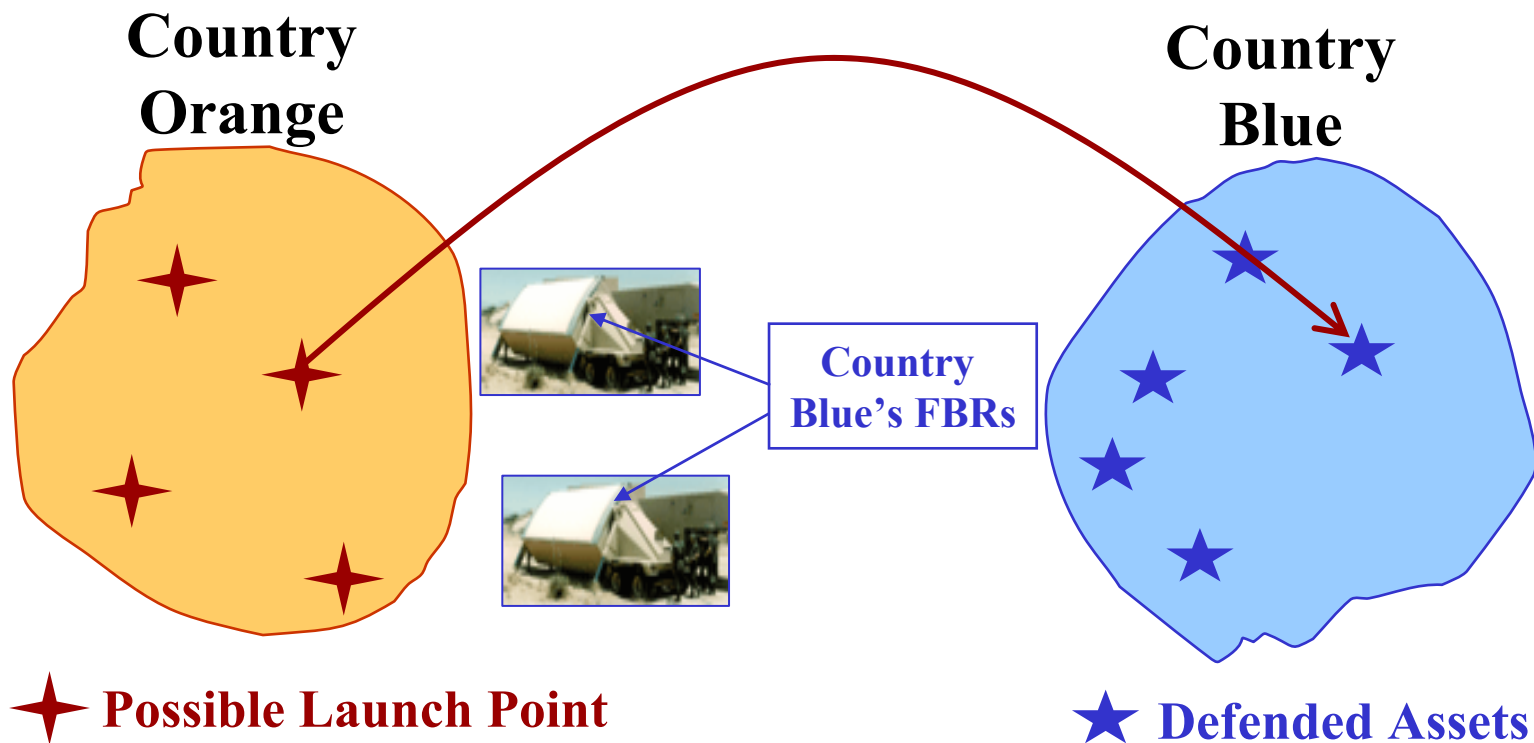 Country
Orange
Country
Blue
Country
Blue's FBRs
Possible Launch Point
Defended Assets